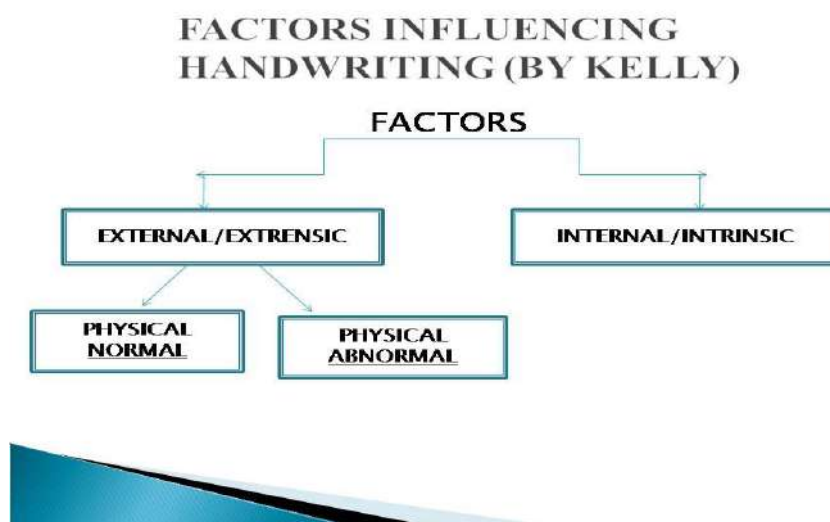 FACTORS INFLUENCING
HANDWRITING (BY KELLY)
FACTORS
EXTERNAL/EXTRENSIC
INTERNAL/INTRINSIC
PHYSICAL
NORMAL
PHYSICAL
ABNORMAL